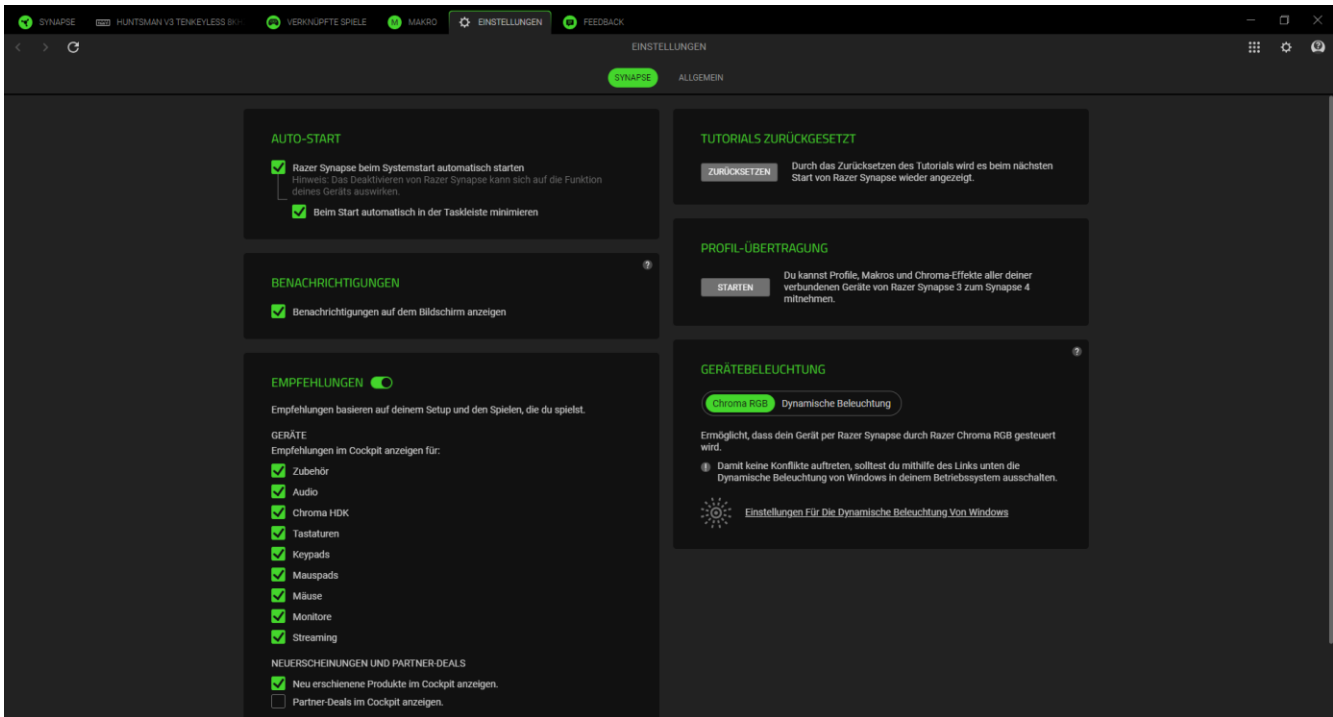 SYNAPSE
HUNTSMAN V3 TENKEYLESS
VERKNÜPFTE SPIELE
M MAKRO
EINSTELLUNGEN
FEEDBACK
EINSTELLUNGEN
SYNAPSE
ALLGEMEIN
AUTO-START
Razer Synapse beim Systemstart automatisch starten
Hinweis: Das Deaktivieren von Razer Synapse kann sich auf die Funktion
deines Geräts auswirken.
Beim Start automatisch in der Taskleiste minimieren
BENACHRICHTIGUNGEN
?
Benachrichtigungen auf dem Bildschirm anzeigen
EMPFEHLUNGEN
Empfehlungen basieren auf deinem Setup und den Spielen, die du spielst.
GERÄTE
Empfehlungen im Cockpit anzeigen für:
Zubehör
Audio
Chroma HDK
Tastaturen
Keypads
Mauspads
Mäuse
Monitore
Streaming
NEUERSCHEINUNGEN UND PARTNER-DEALS
Neu erschienene Produkte im Cockpit anzeigen.
Partner-Deals im Cockpit anzeigen.
TUTORIALS ZURÜCKGESETZT
ZURÜCKSETZEN
Durch das Zurücksetzen des Tutorials wird es beim nächsten
Start von Razer Synapse wieder angezeigt.
PROFIL-ÜBERTRAGUNG
STARTEN
Du kannst Profile, Makros und Chroma-Effekte aller deiner
verbundenen Geräte von Razer Synapse 3 zum Synapse 4
mitnehmen.
?
GERÄTEBELEUCHTUNG
Chroma RGB
Dynamische Beleuchtung
Ermöglicht, dass dein Gerät per Razer Synapse durch Razer Chroma RGB gesteuert
wird.
Damit keine Konflikte auftreten, solltest du mithilfe des Links unten die
Dynamische Beleuchtung von Windows in deinem Betriebssystem ausschalten.
Einstellungen Für Die Dynamische Beleuchtung Von Windows